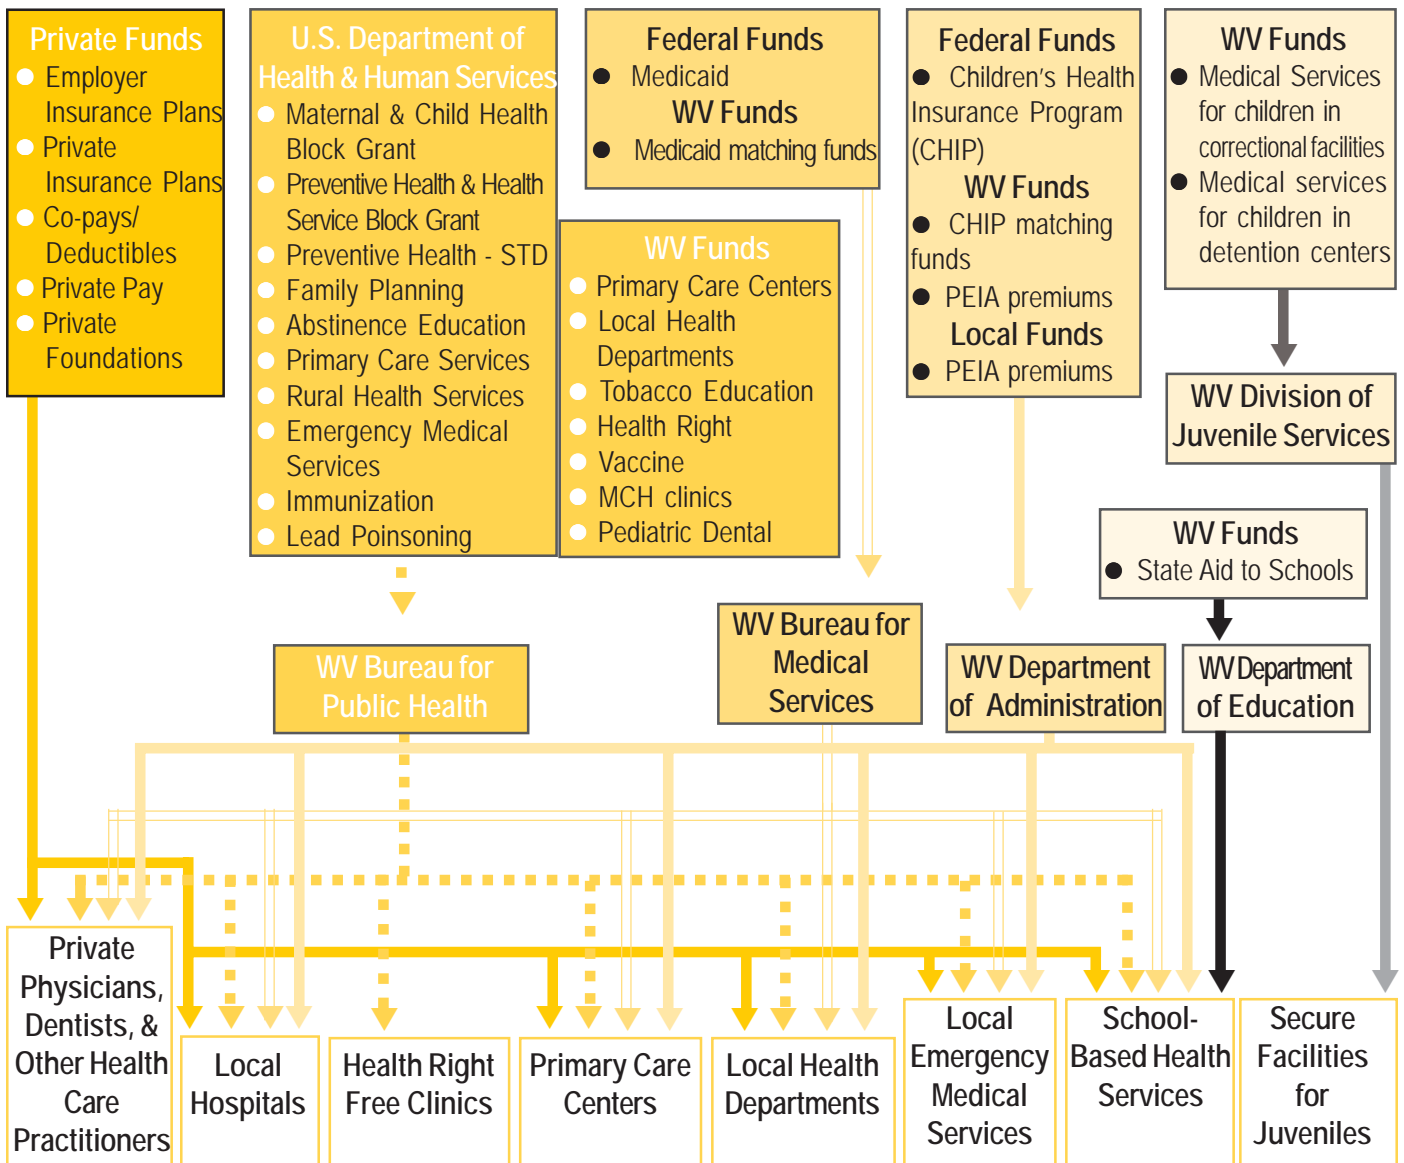 Private Funds
Employer
Insurance Plans
Private
Insurance Plans
Co-pays/
Deductibles
Private Pay
Private
Foundations
U.S. Department of
Health & Human Services
Maternal & Child Health
Block Grant
Preventive Health & Health
Service Block Grant
Preventive Health - STD
Family Planning
Abstinence Education
Primary Care Services
Rural Health Services
Emergency Medical
Services
Immunization
Lead Poinsoning
Federal Funds
Medicaid
WV Funds
Medicaid matching funds
WV Funds
Primary Care Centers
Local Health
Departments
Tobacco Education
Health Right
Vaccine
MCH clinics
Pediatric Dental
Federal Funds
Children's Health
Insurance Program
(CHIP)
WV Funds
CHIP matching
funds
PEIA premiums
Local Funds
PEIA premiums
WV Funds
Medical Services
for children in
correctional facilities
Medical services
for children in
detention centers
WV Division of
Juvenile Services
WV Funds
State Aid to Schools
WV Bureau for
Public Health
WV Bureau for
Medical
Services
WV Department
of Administration
WV Department
of Education
Private
Physicians,
Dentists, &
Other Health
Care
Practitioners
Local
Hospitals
Health Right
Free Clinics
Primary Care
Centers
Local Health
Departments
Local
Emergency
Medical
Services
School-
Based Health
Services
Secure
Facilities
for
Juveniles